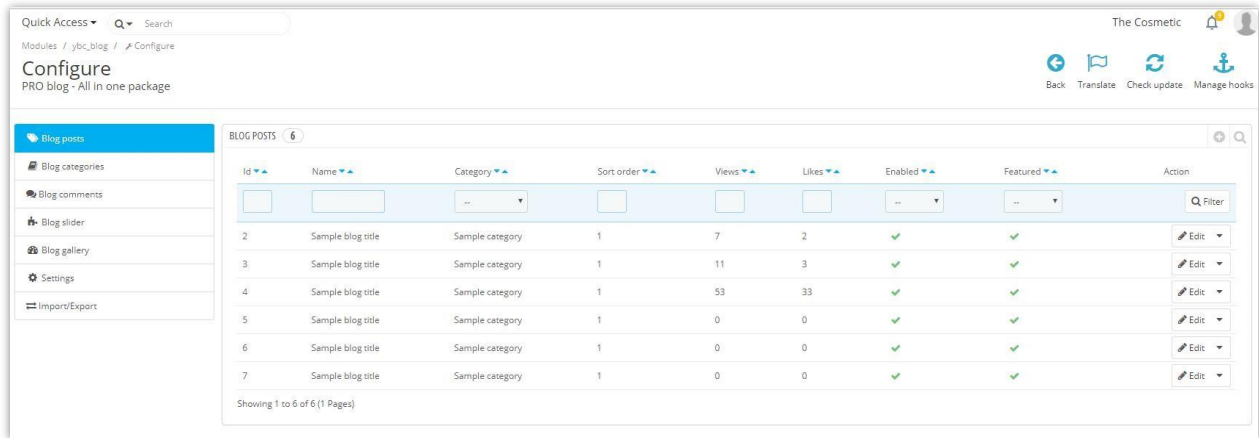 Quick Access Search The Cosmetic 5
Modules / ybc_blog / Configure
Configure
PRO blog - All in one package
Back Translate Check update Manage hooks
Blog posts
Blog categories
Blog comments
Blog slider
Blog gallery
Settings
Import/Export
BLOG POSTS 6
Id Name Category Sort order Views Likes Enabled Featured Action
-- -- -- Filter
2 Sample blog title Sample category 1 7 2 Edit
3 Sample blog title Sample category 1 11 3 Edit
4 Sample blog title Sample category 1 53 33 Edit
5 Sample blog title Sample category 1 0 0 Edit
6 Sample blog title Sample category 1 0 0 Edit
7 Sample blog title Sample category 1 0 0 Edit
Showing 1 to 6 of 6 (1 Pages)